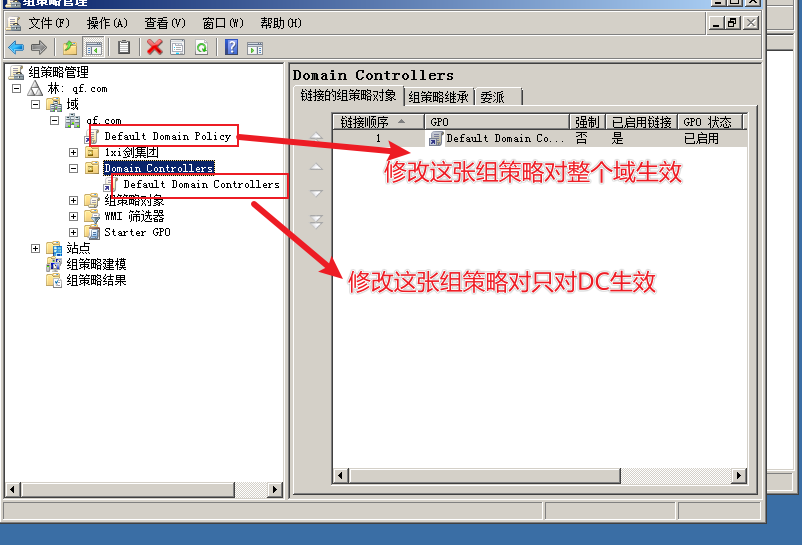 组策略管理
文件(F) 操作(A) 查看(V) 窗口(W) 帮助(H)
组策略管理
林: qf.com
域
qf.com
Default Domain Policy
1xi剑集团
Domain Controllers
Default Domain Controllers
组策略对象
WMI 筛选器
Starter GPO
站点
组策略建模
组策略结果
Domain Controllers
链接的组策略对象 组策略继承 委派
链接顺序 GPO 强制 已启用链接 GPO 状态
1 Default Domain Co... 否 是 已启用
修改这张组策略对整个域生效
修改这张组策略对只对DC生效